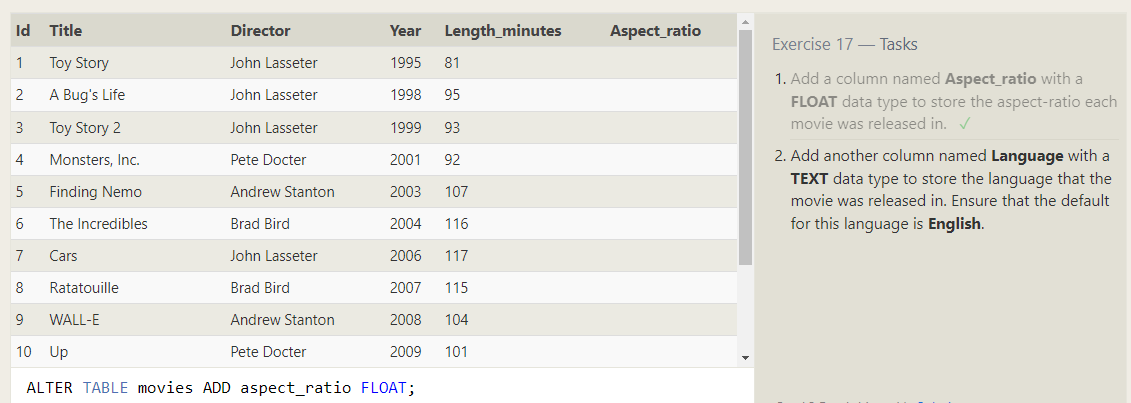 Id Title Director Year Length_minutes Aspect_ratio
1 Toy Story John Lasseter 1995 81
2 A Bug's Life John Lasseter 1998 95
3 Toy Story 2 John Lasseter 1999 93
4 Monsters, Inc. Pete Docter 2001 92
5 Finding Nemo Andrew Stanton 2003 107
6 The Incredibles Brad Bird 2004 116
7 Cars John Lasseter 2006 117
8 Ratatouille Brad Bird 2007 115
9 WALL-E Andrew Stanton 2008 104
10 Up Pete Docter 2009 101
ALTER TABLE movies ADD aspect_ratio FLOAT;
Exercise 17 — Tasks
1. Add a column named Aspect_ratio with a
FLOAT data type to store the aspect-ratio each
movie was released in. ✓
2. Add another column named Language with a
TEXT data type to store the language that the
movie was released in. Ensure that the default
for this language is English.